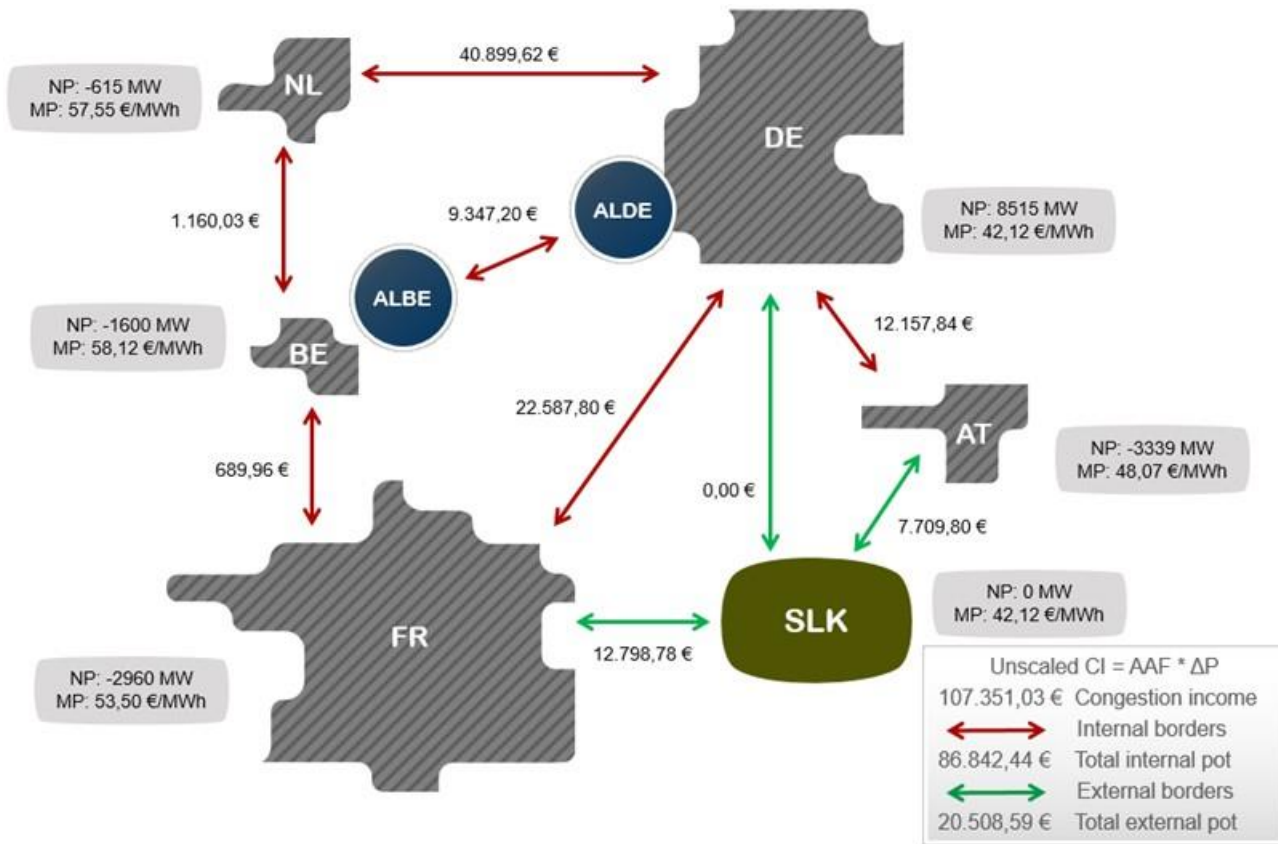 40.899,62 €
NL
NP: -615 MW
MP: 57,55 €/MWh
DE
ALDE
9.347,20 €
1.160,03 €
NP: 8515 MW
MP: 42,12 €/MWh
ALBE
NP: -1600 MW
MP: 58,12 €/MWh
BE
12.157,84 €
22.587,80 €
AT
NP: -3339 MW
MP: 48,07 €/MWh
689,96 €
0,00 €
7.709,80 €
NP: 0 MW
MP: 42,12 €/MWh
SLK
FR
12.798,78 €
NP: -2960 MW
MP: 53,50 €/MWh
Unscaled CI = AAF * ΔP
107.351,03 € Congestion income
Internal borders
86.842,44 € Total internal pot
External borders
20.508,59 € Total external pot